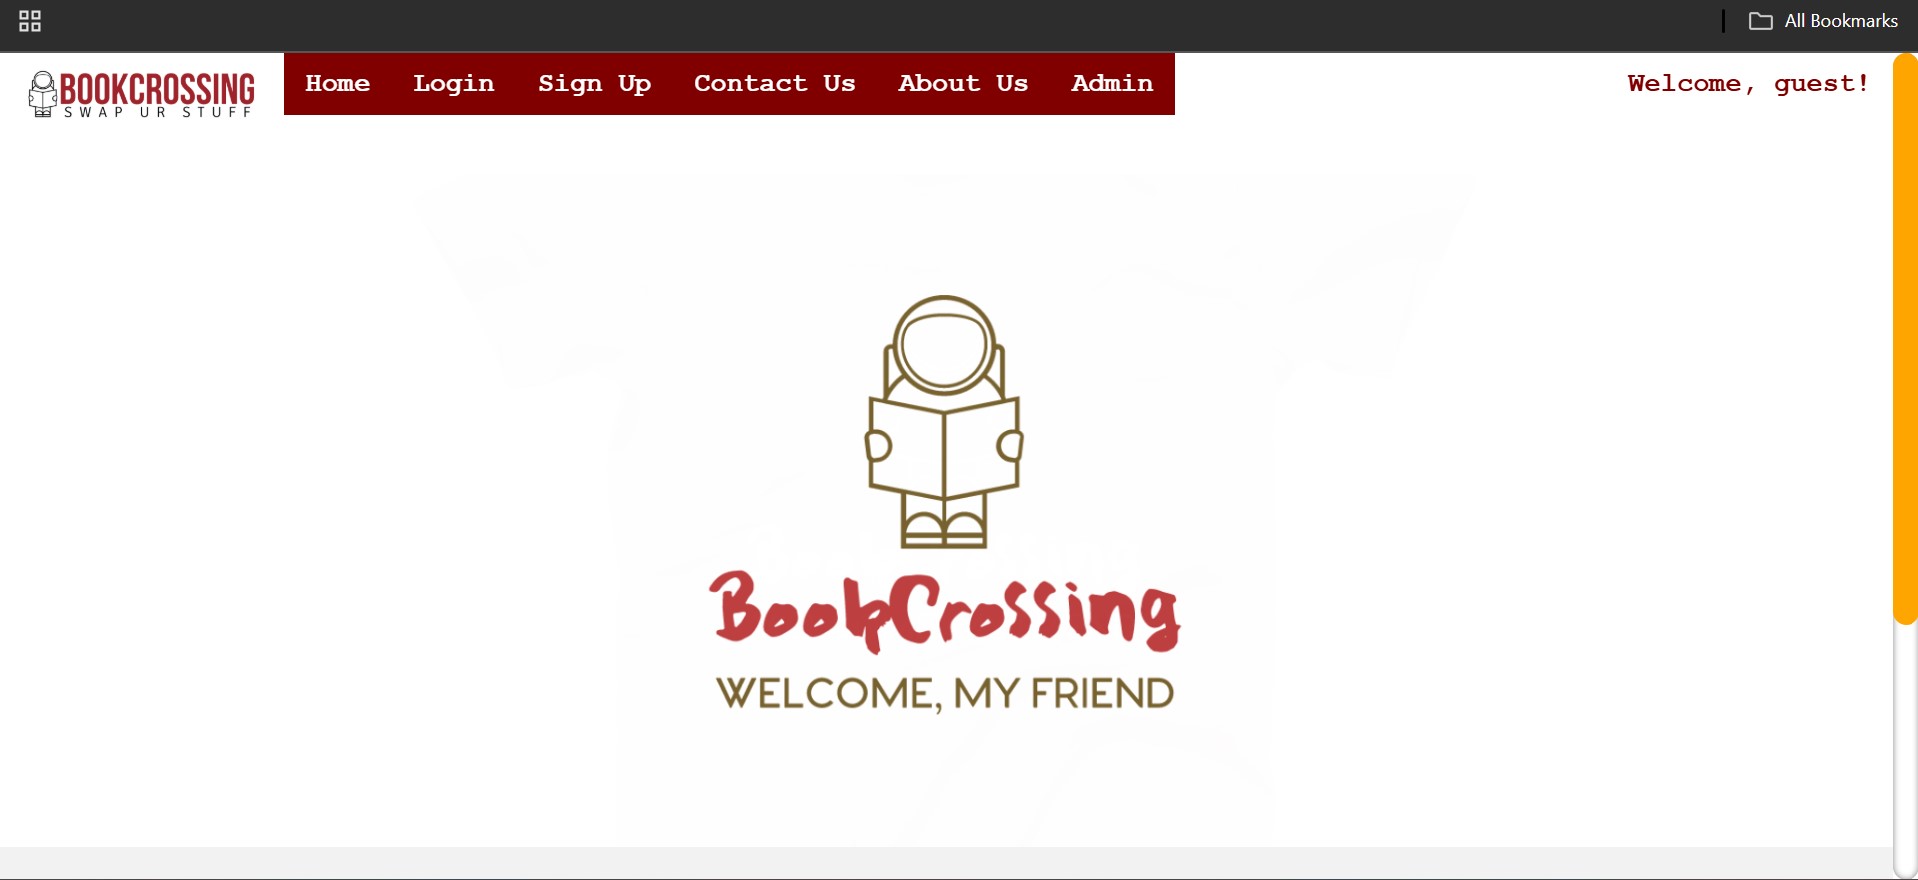 All Bookmarks
BOOKCROSSING
SWAP UR STUFF
Home Login Sign Up Contact Us About Us Admin
Welcome, guest!
BookCrossing
WELCOME, MY FRIEND